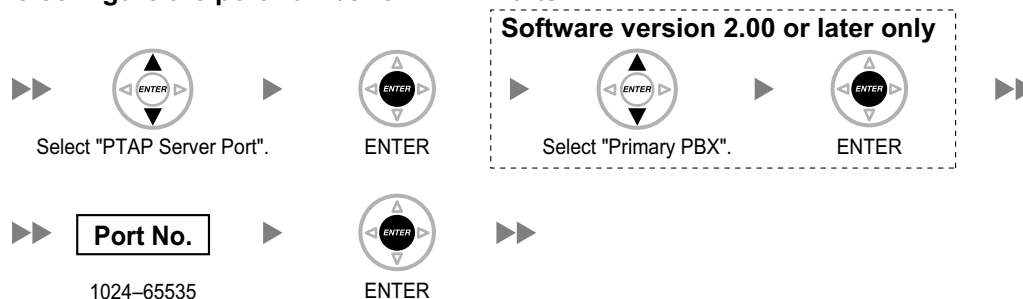 Software version 2.00 or later only
ENTER ENTER ENTER ENTER
Select "PTAP Server Port". ENTER Select "Primary PBX". ENTER
Port No. ENTER
1024–65535 ENTER